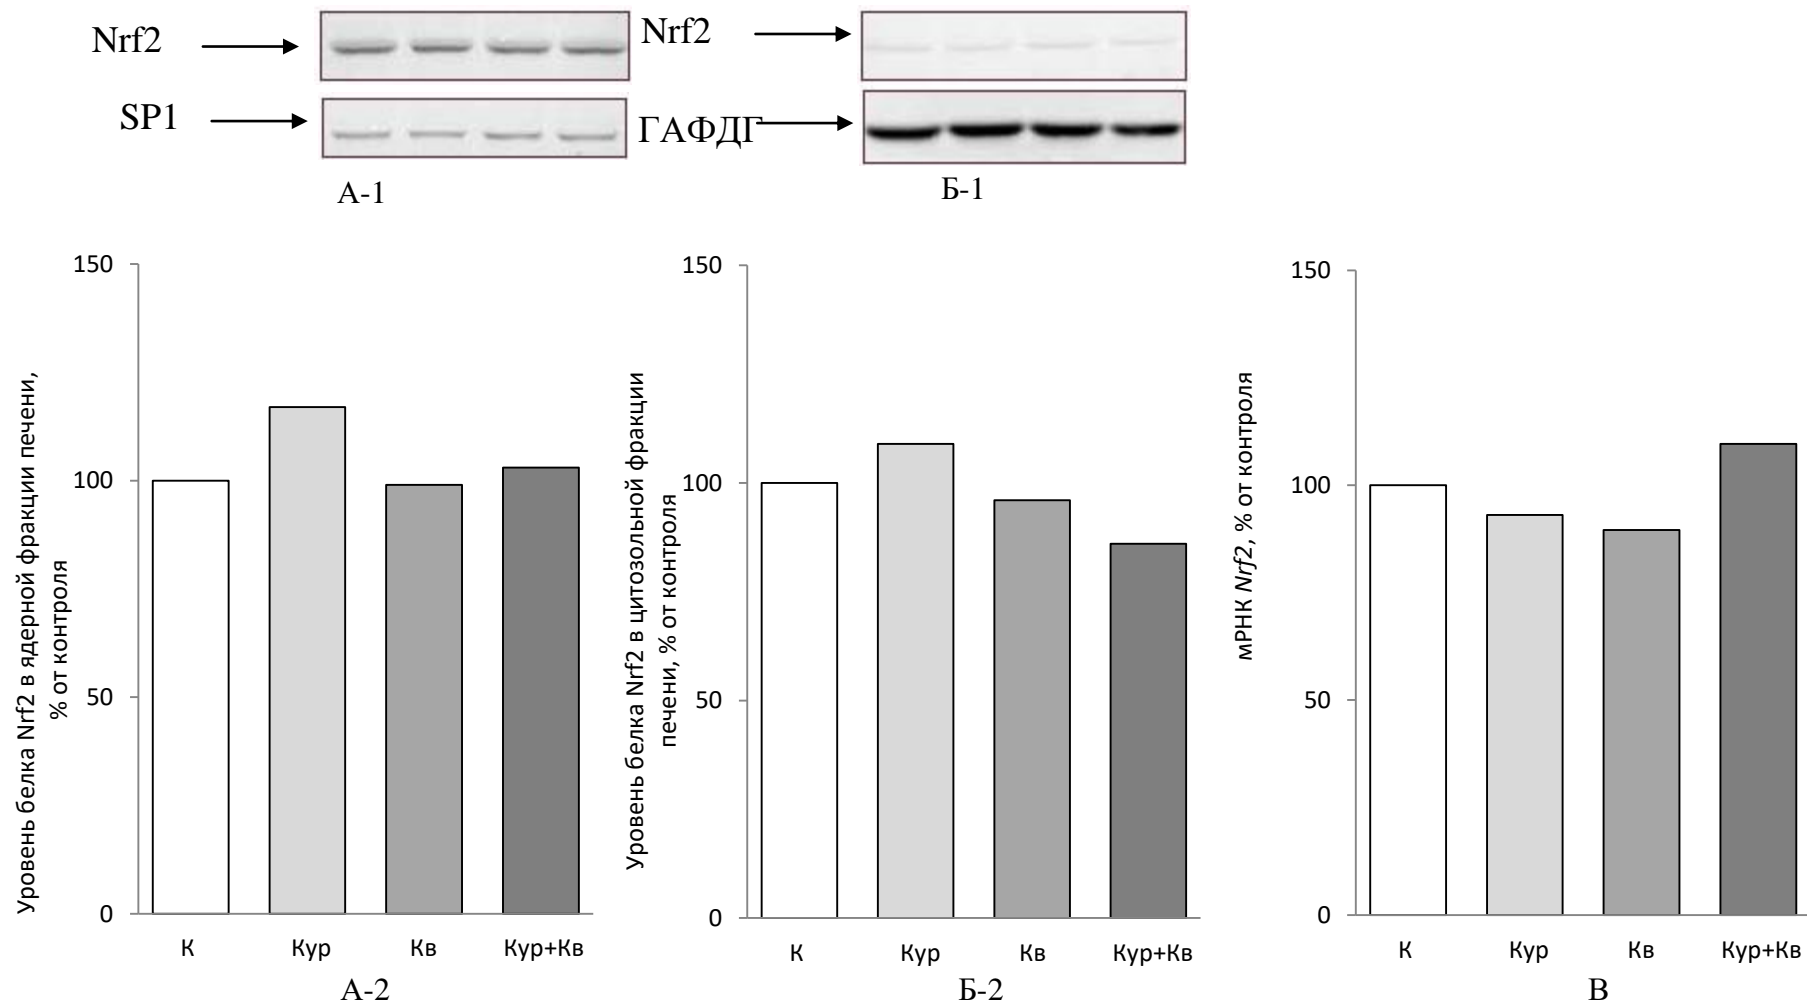 Nrf2
SP1
А-1
Nrf2
ГАФДГ
Б-1
Уровень белка Nrf2 в ядерной фракции печени,
% от контроля
150
100
50
0
К Кур Кв Кур+Кв
А-2
Уровень белка Nrf2 в цитозольной фракции
печени, % от контроля
150
100
50
0
К Кур Кв Кур+Кв
Б-2
мРНК Nrf2, % от контроля
150
100
50
0
К Кур Кв Кур+Кв
В